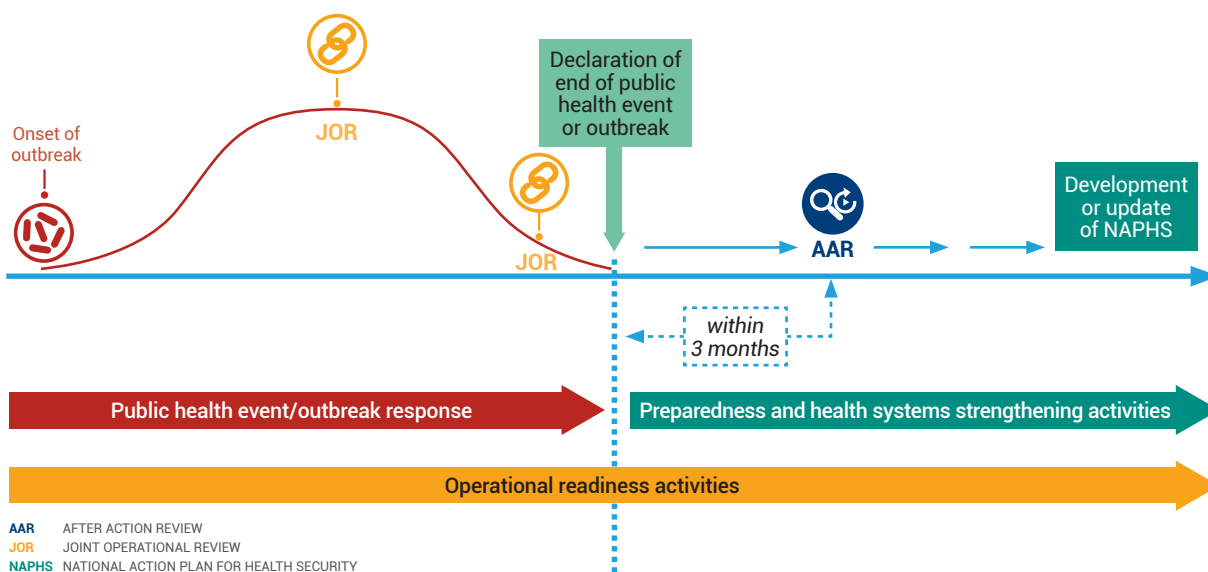 Onset of
outbreak
JOR
JOR
Declaration of
end of public
health event
or outbreak
AAR
Development
or update
of NAPHS
within
3 months
Public health event/outbreak response
Preparedness and health systems strengthening activities
Operational readiness activities
AAR AFTER ACTION REVIEW
JOR JOINT OPERATIONAL REVIEW
NAPHS NATIONAL ACTION PLAN FOR HEALTH SECURITY